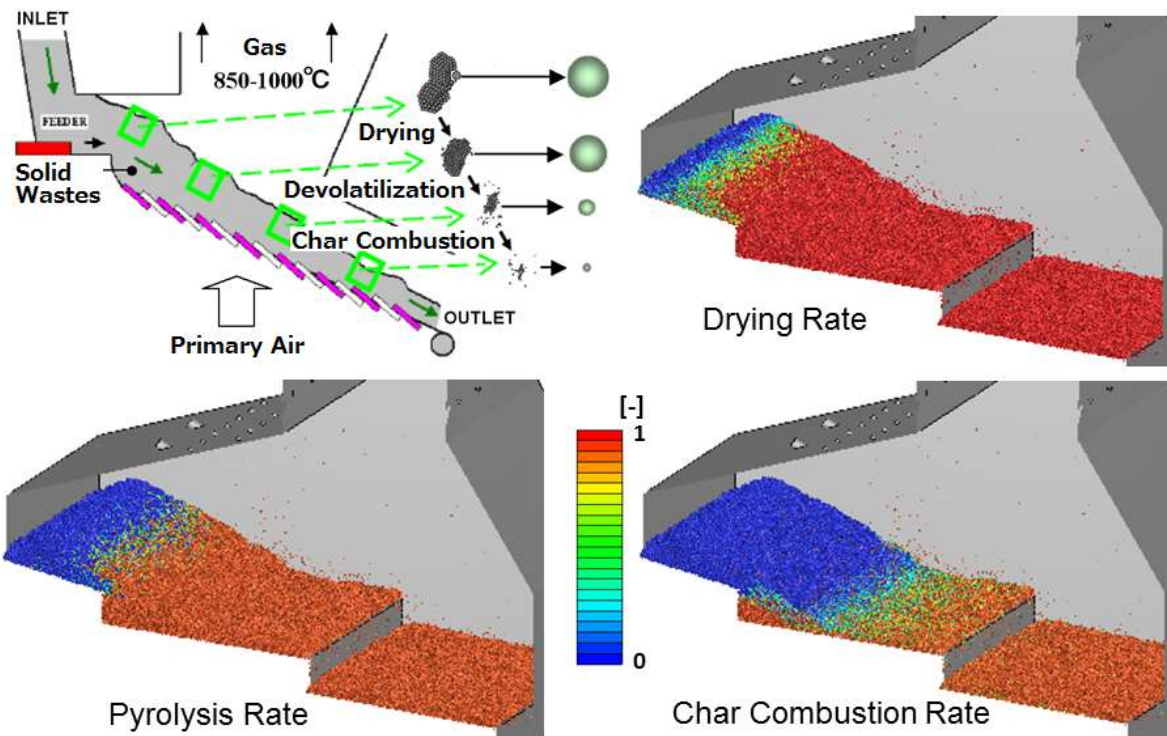 INLET
Gas
850-1000℃
FEEDER
Drying
Solid
Wastes
Devolatilization
Char Combustion
OUTLET
Primary Air
Drying Rate
[-]
1
0
Pyrolysis Rate
Char Combustion Rate